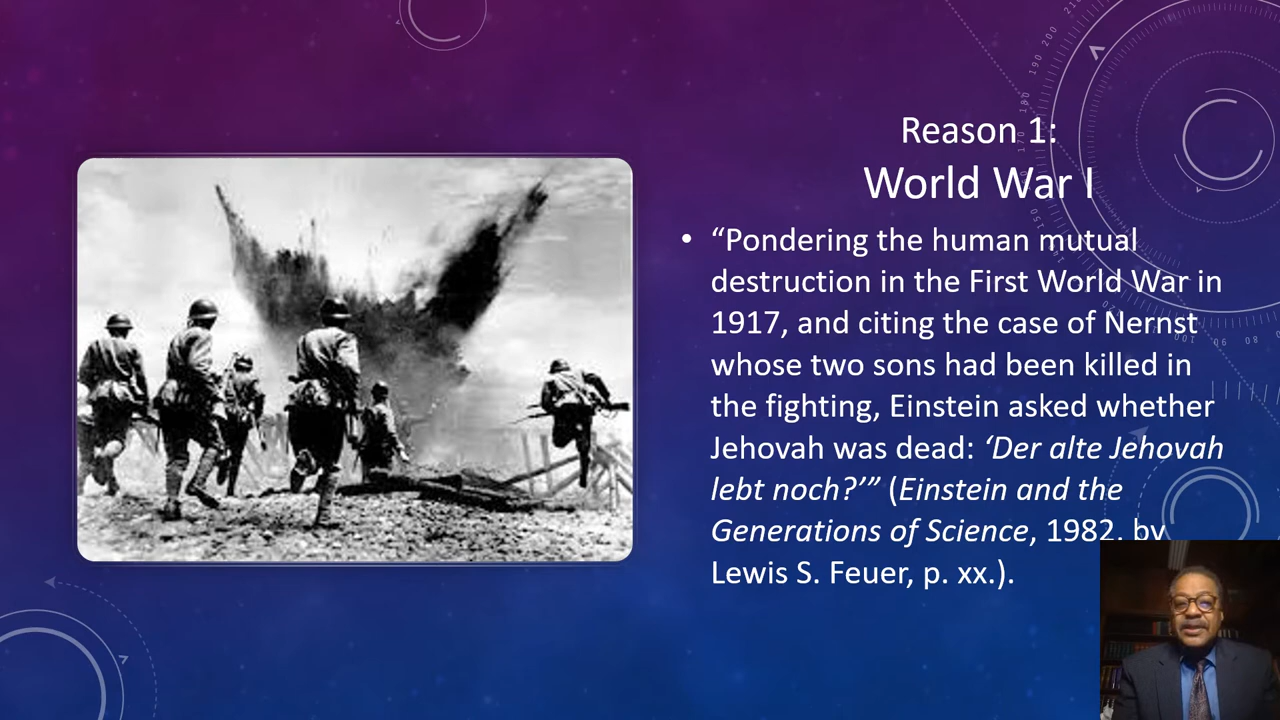 Reason 1:
World War I
• “Pondering the human mutual
destruction in the First World War in
1917, and citing the case of Nernst
whose two sons had been killed in
the fighting, Einstein asked whether
Jehovah was dead: ‘Der alte Jehovah
lebt noch?’” (Einstein and the
Generations of Science, 1982, by
Lewis S. Feuer, p. xx.).